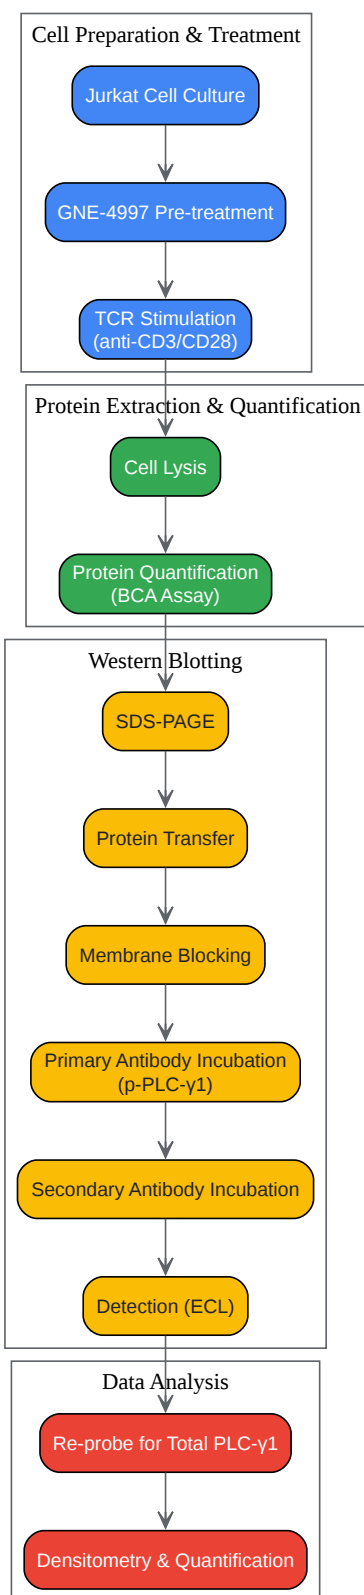 Cell Preparation & Treatment
Jurkat Cell Culture
GNE-4997 Pre-treatment
TCR Stimulation
(anti-CD3/CD28)
Protein Extraction & Quantification
Cell Lysis
Protein Quantification
(BCA Assay)
Western Blotting
SDS-PAGE
Protein Transfer
Membrane Blocking
Primary Antibody Incubation
(p-PLC-γ1)
Secondary Antibody Incubation
Detection (ECL)
Data Analysis
Re-probe for Total PLC-γ1
Densitometry & Quantification